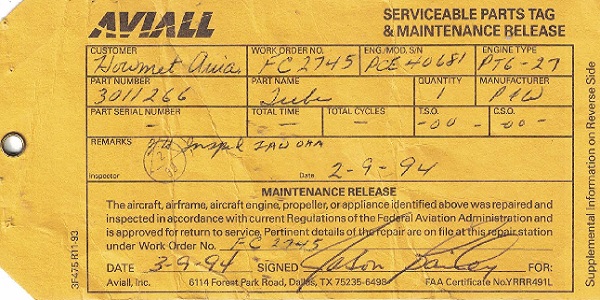 AVIALL
SERVICEABLE PARTS TAG
& MAINTENANCE RELEASE
CUSTOMER WORK ORDER NO. ENG/MOD. S/N ENGINE TYPE
Howmet Avia. FC 2745 PCE 40681 PT6-27
PART NUMBER PART NAME QUANTITY MANUFACTURER
3011266 Tube 1 P&W
PART SERIAL NUMBER TOTAL TIME TOTAL CYCLES T.S.O. C.S.O.
- - - -00- -00-
REMARKS Insp'd IAW
Inspector Date 2-9-94
MAINTENANCE RELEASE
The aircraft, airframe, aircraft engine, propeller, or appliance identified above was repaired and
inspected in accordance with current Regulations of the Federal Aviation Administration and
is approved for return to service. Pertinent details of the repair are on file at this repair station
under Work Order No. FC 2745
DATE 3-9-94 SIGNED Jason Bailey FOR:
Aviall, Inc. 6114 Forest Park Road, Dallas, TX 75235-6498 FAA Certificate No. YRRR491L
3F475 R11-93
Supplemental Information on Reverse Side